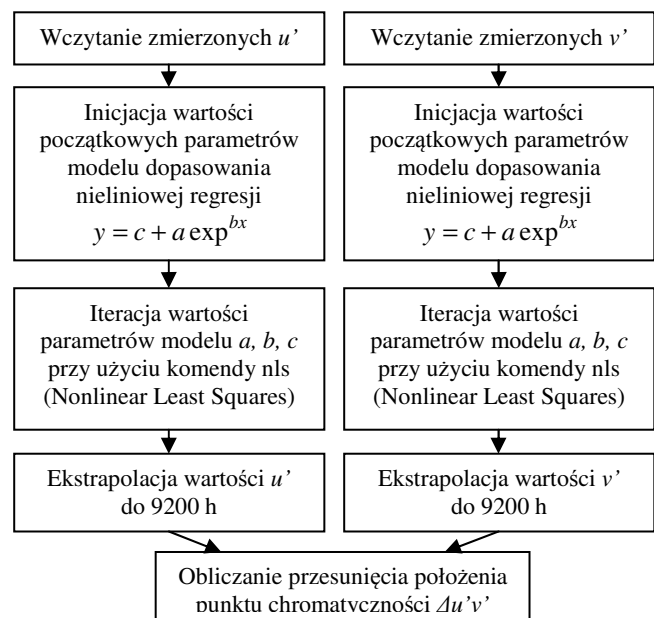 Wczytanie zmierzonych u’
Inicjacja wartości
początkowych parametrów
modelu dopasowania
nieliniowej regresji
y = c + a exp^{bx}
Iteracja wartości
parametrów modelu a, b, c
przy użyciu komendy nls
(Nonlinear Least Squares)
Ekstrapolacja wartości u’
do 9200 h
Wczytanie zmierzonych v’
Inicjacja wartości
początkowych parametrów
modelu dopasowania
nieliniowej regresji
y = c + a exp^{bx}
Iteracja wartości
parametrów modelu a, b, c
przy użyciu komendy nls
(Nonlinear Least Squares)
Ekstrapolacja wartości v’
do 9200 h
Obliczanie przesunięcia położenia
punktu chromatyczności Δu’v’